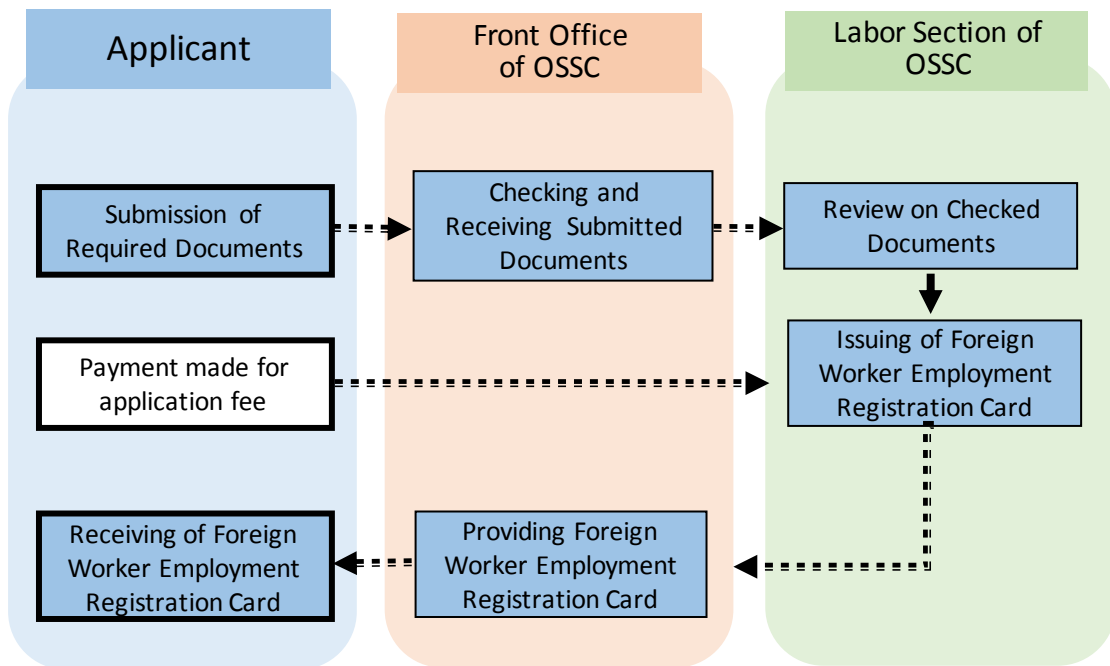 Applicant
Front Office
of OSSC
Labor Section of
OSSC
Submission of
Required Documents
Checking and
Receiving Submitted
Documents
Review on Checked
Documents
Payment made for
application fee
Issuing of Foreign
Worker Employment
Registration Card
Receiving of Foreign
Worker Employment
Registration Card
Providing Foreign
Worker Employment
Registration Card